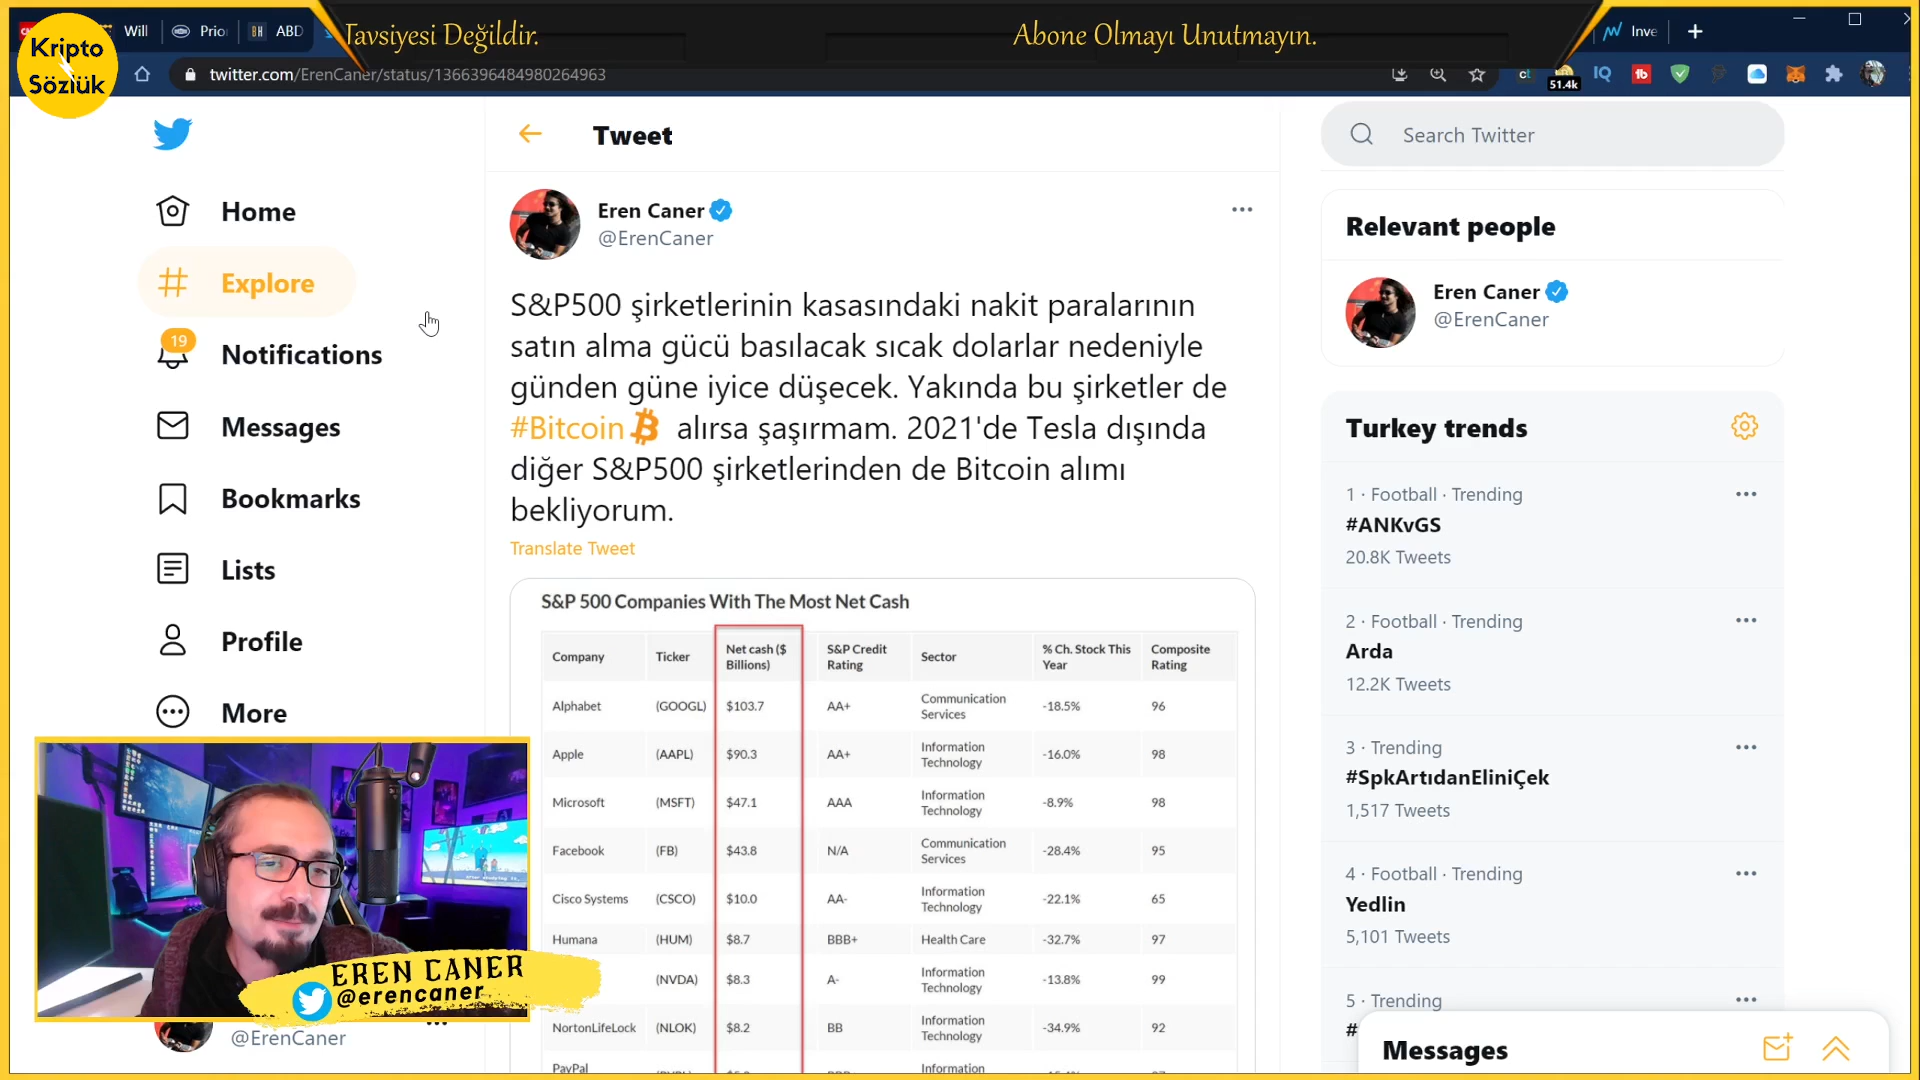 Kripto
Sözlük
Will
Prio
BH ABD
Tavsiyesi Değildir.
Abone Olmayı Unutmayın.
Inve
twitter.com/ErenCaner/status/1366396484980264963
51.4k
IQ
Home
Explore
19
Notifications
Messages
Bookmarks
Lists
Profile
More
@ErenCaner
EREN CANER
@erencaner
Tweet
Eren Caner
@ErenCaner
S&P500 şirketlerinin kasasındaki nakit paralarının
satın alma gücü basılacak sıcak dolarlar nedeniyle
günden güne iyice düşecek. Yakında bu şirketler de
#Bitcoin alırsa şaşırmam. 2021'de Tesla dışında
diğer S&P500 şirketlerinden de Bitcoin alımı
bekliyorum.
Translate Tweet
S&P 500 Companies With The Most Net Cash
Company Ticker Net cash ($ Billions) S&P Credit Rating Sector % Ch. Stock This Year Composite Rating
Alphabet (GOOGL) $103.7 AA+ Communication Services -18.5% 96
Apple (AAPL) $90.3 AA+ Information Technology -16.0% 98
Microsoft (MSFT) $47.1 AAA Information Technology -8.9% 98
Facebook (FB) $43.8 N/A Communication Services -28.4% 95
Cisco Systems (CSCO) $10.0 AA- Information Technology -22.1% 65
Humana (HUM) $8.7 BBB+ Health Care -32.7% 97
(NVDA) $8.3 A- Information Technology -13.8% 99
NortonLifeLock (NLOK) $8.2 BB Information Technology -34.9% 92
PayPal Information
Search Twitter
Relevant people
Eren Caner
@ErenCaner
Turkey trends
1 · Football · Trending
#ANKvGS
20.8K Tweets
2 · Football · Trending
Arda
12.2K Tweets
3 · Trending
#SpkArtıdanEliniÇek
1,517 Tweets
4 · Football · Trending
Yedlin
5,101 Tweets
5 · Trending
#
Messages